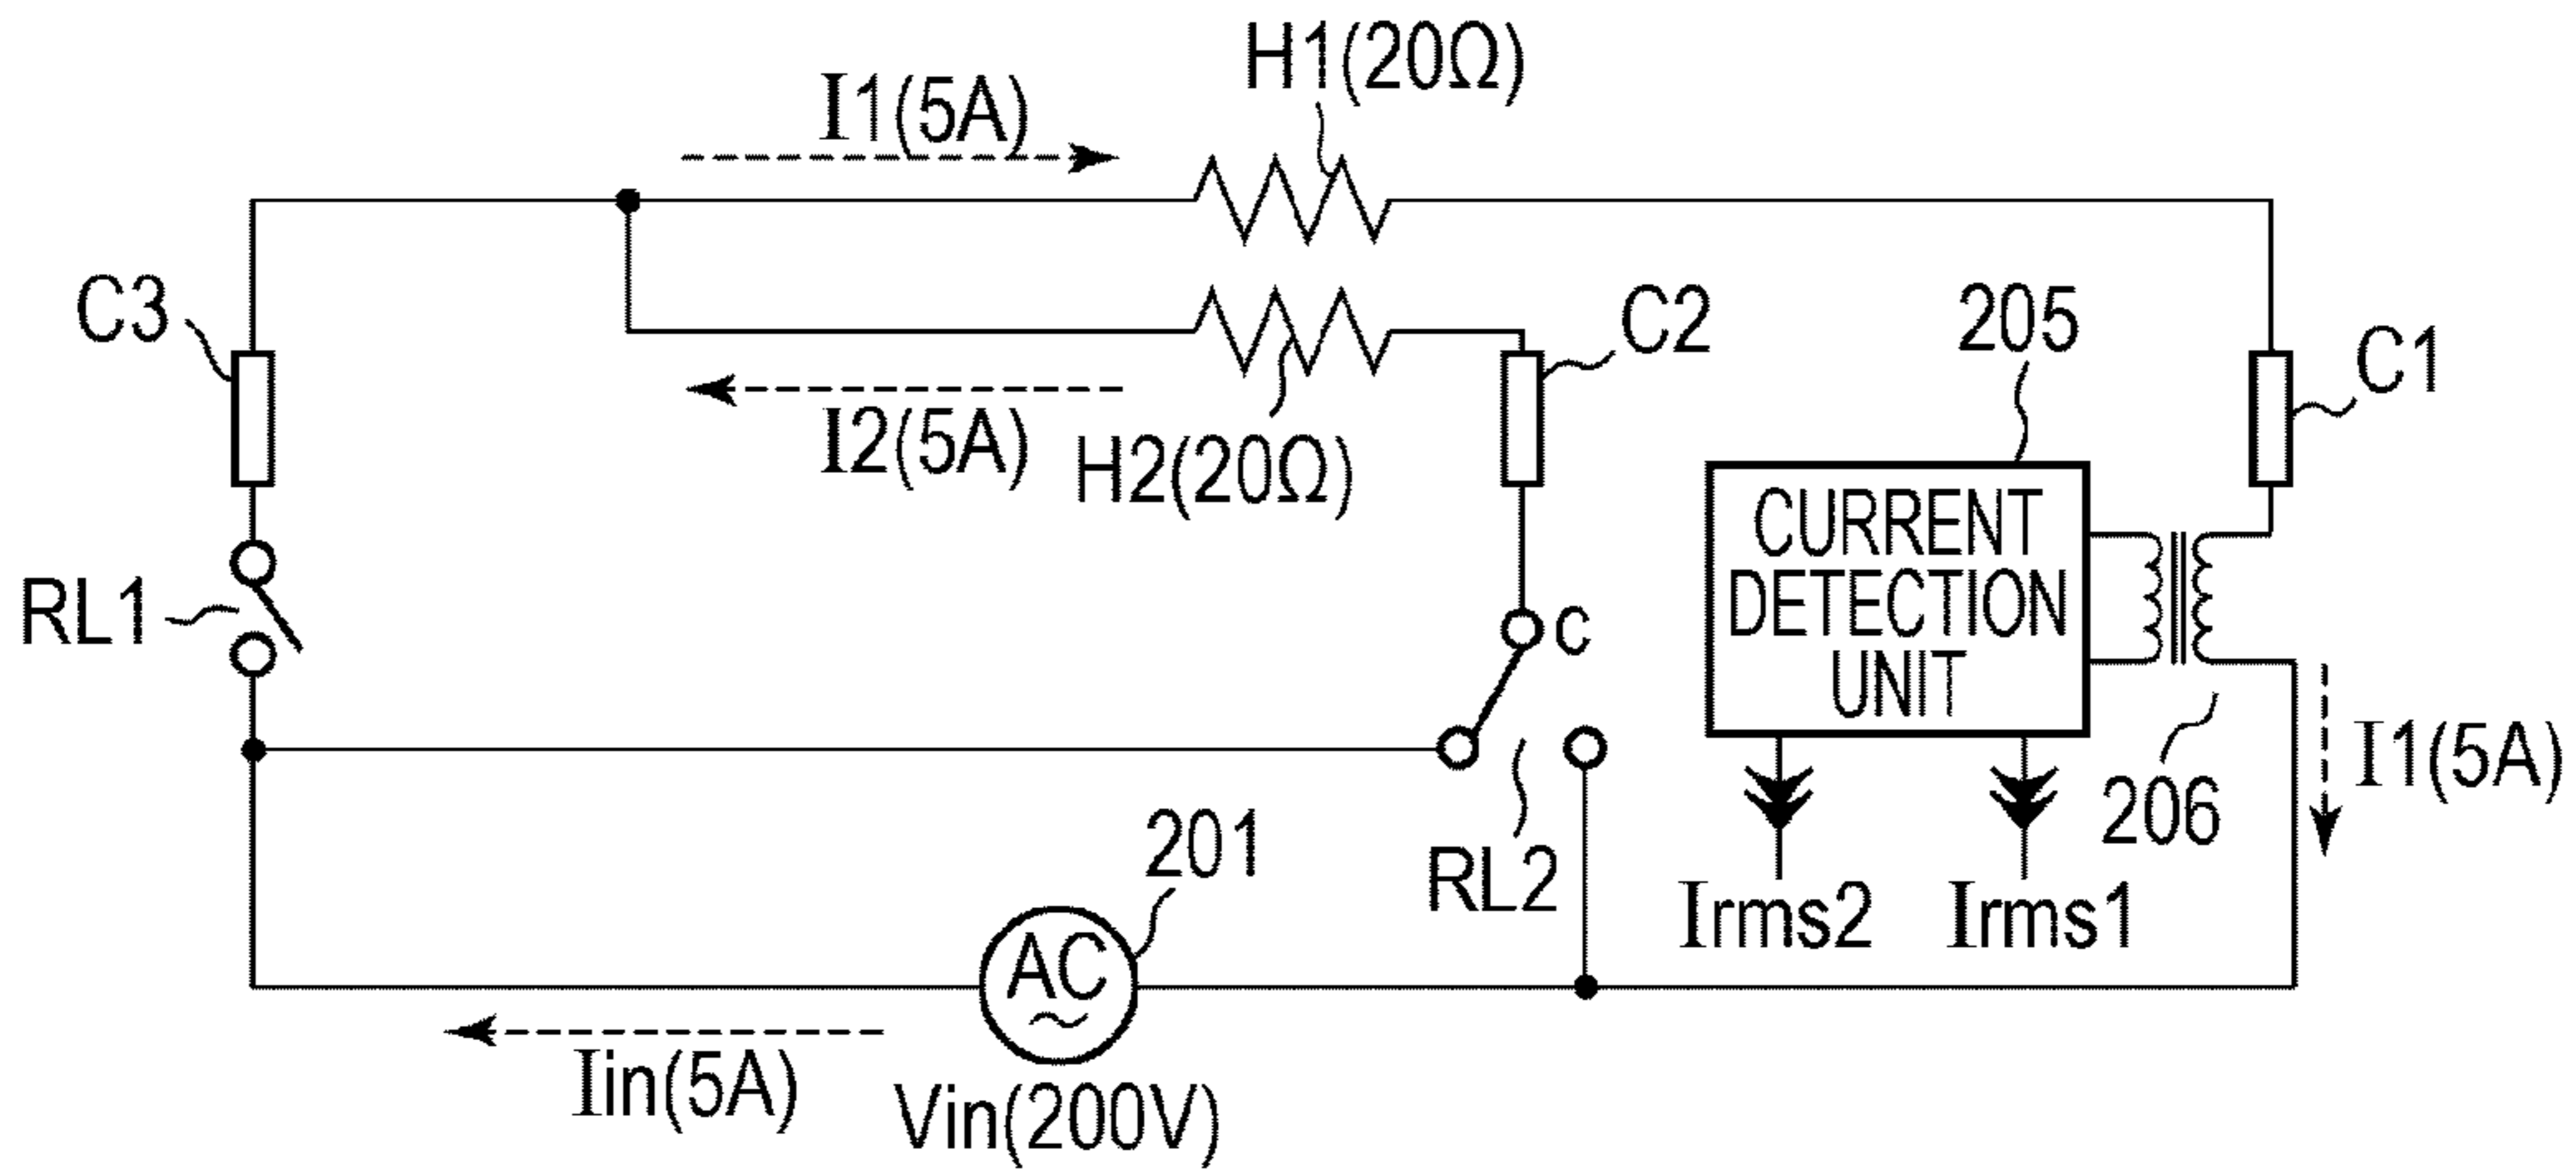 H1(20Ω)
I1(5A)
C3
C2
205
C1
I2(5A)
H2(20Ω)
CURRENT
DETECTION
UNIT
RL1
c
I1(5A)
206
201
RL2
Irms2
Irms1
AC
~
Iin(5A)
Vin(200V)